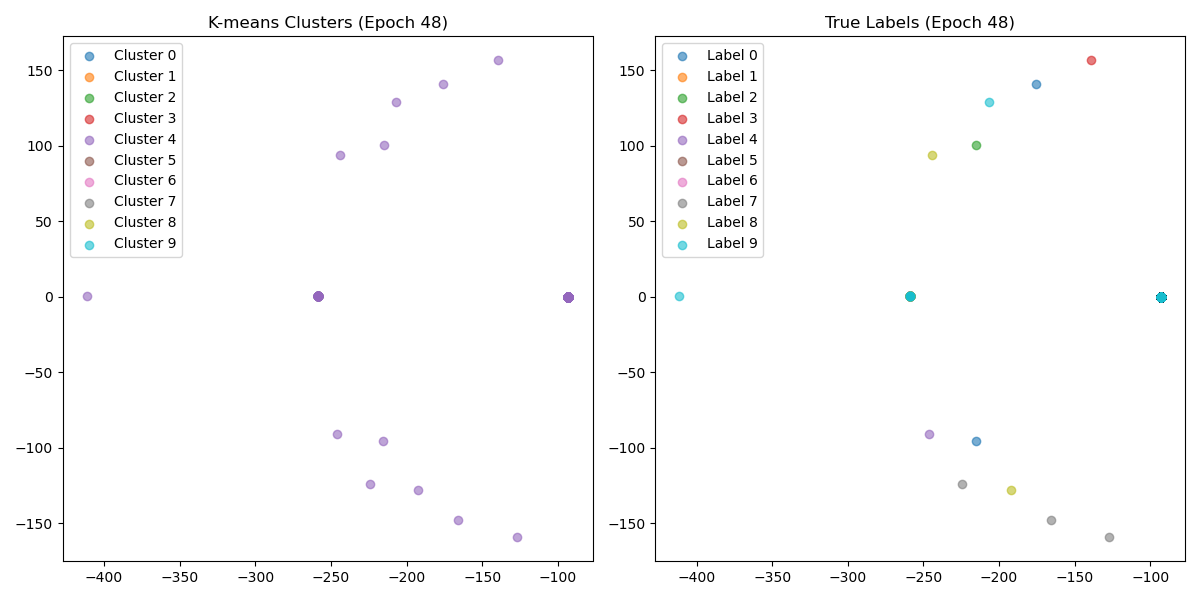 K-means Clusters (Epoch 48)
Cluster 0
Cluster 1
Cluster 2
Cluster 3
Cluster 4
Cluster 5
Cluster 6
Cluster 7
Cluster 8
Cluster 9
150
100
50
0
−50
−100
−150
−400
−350
−300
−250
−200
−150
−100
True Labels (Epoch 48)
Label 0
Label 1
Label 2
Label 3
Label 4
Label 5
Label 6
Label 7
Label 8
Label 9
150
100
50
0
−50
−100
−150
−400
−350
−300
−250
−200
−150
−100